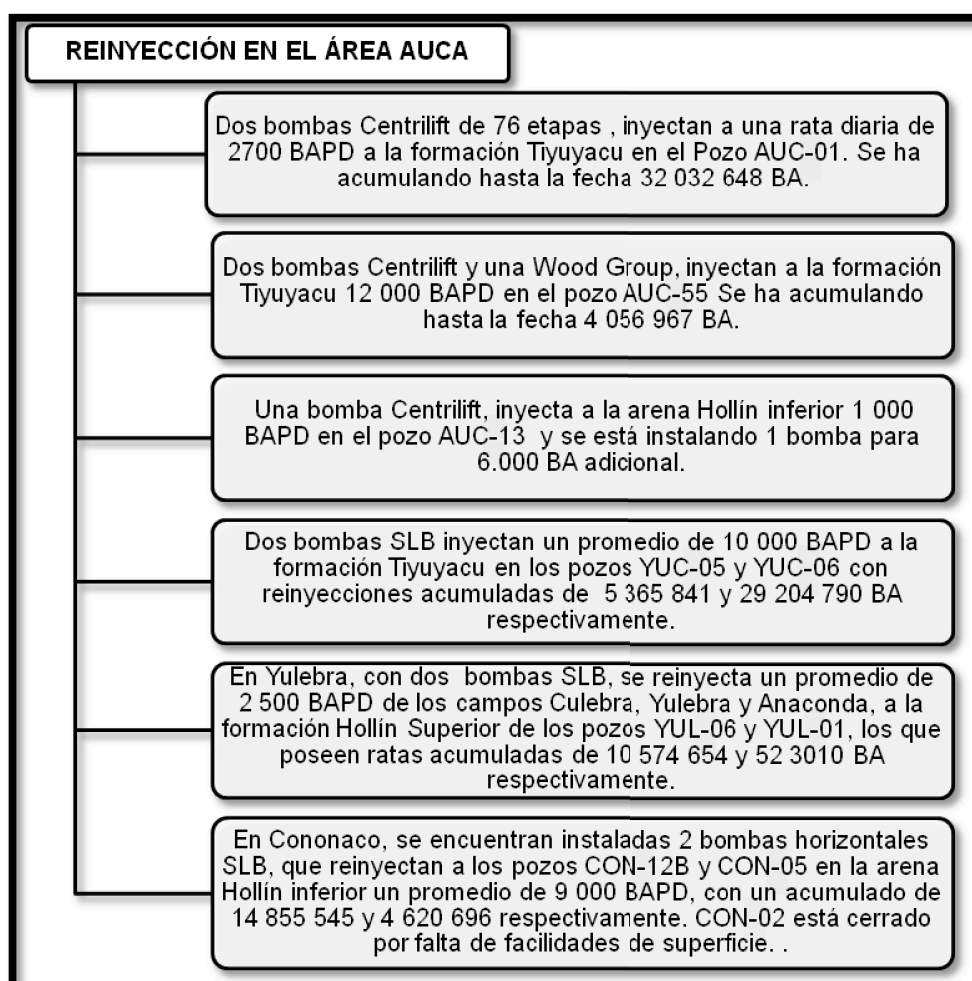 REINYECCIÓN EN EL ÁREA AUCA
Dos bombas Centrilift de 76 etapas , inyectan a una rata diaria de
2700 BAPD a la formación Tiyuyacu en el Pozo AUC-01. Se ha
acumulando hasta la fecha 32 032 648 BA.
Dos bombas Centrilift y una Wood Group, inyectan a la formación
Tiyuyacu 12 000 BAPD en el pozo AUC-55 Se ha acumulando
hasta la fecha 4 056 967 BA.
Una bomba Centrilift, inyecta a la arena Hollín inferior 1 000
BAPD en el pozo AUC-13 y se está instalando 1 bomba para
6.000 BA adicional.
Dos bombas SLB inyectan un promedio de 10 000 BAPD a la
formación Tiyuyacu en los pozos YUC-05 y YUC-06 con
reinyecciones acumuladas de 5 365 841 y 29 204 790 BA
respectivamente.
En Yulebra, con dos bombas SLB, se reinyecta un promedio de
2 500 BAPD de los campos Culebra, Yulebra y Anaconda, a la
formación Hollín Superior de los pozos YUL-06 y YUL-01, los que
poseen ratas acumuladas de 10 574 654 y 52 3010 BA
respectivamente.
En Cononaco, se encuentran instaladas 2 bombas horizontales
SLB, que reinyectan a los pozos CON-12B y CON-05 en la arena
Hollín inferior un promedio de 9 000 BAPD, con un acumulado de
14 855 545 y 4 620 696 respectivamente. CON-02 está cerrado
por falta de facilidades de superficie. .